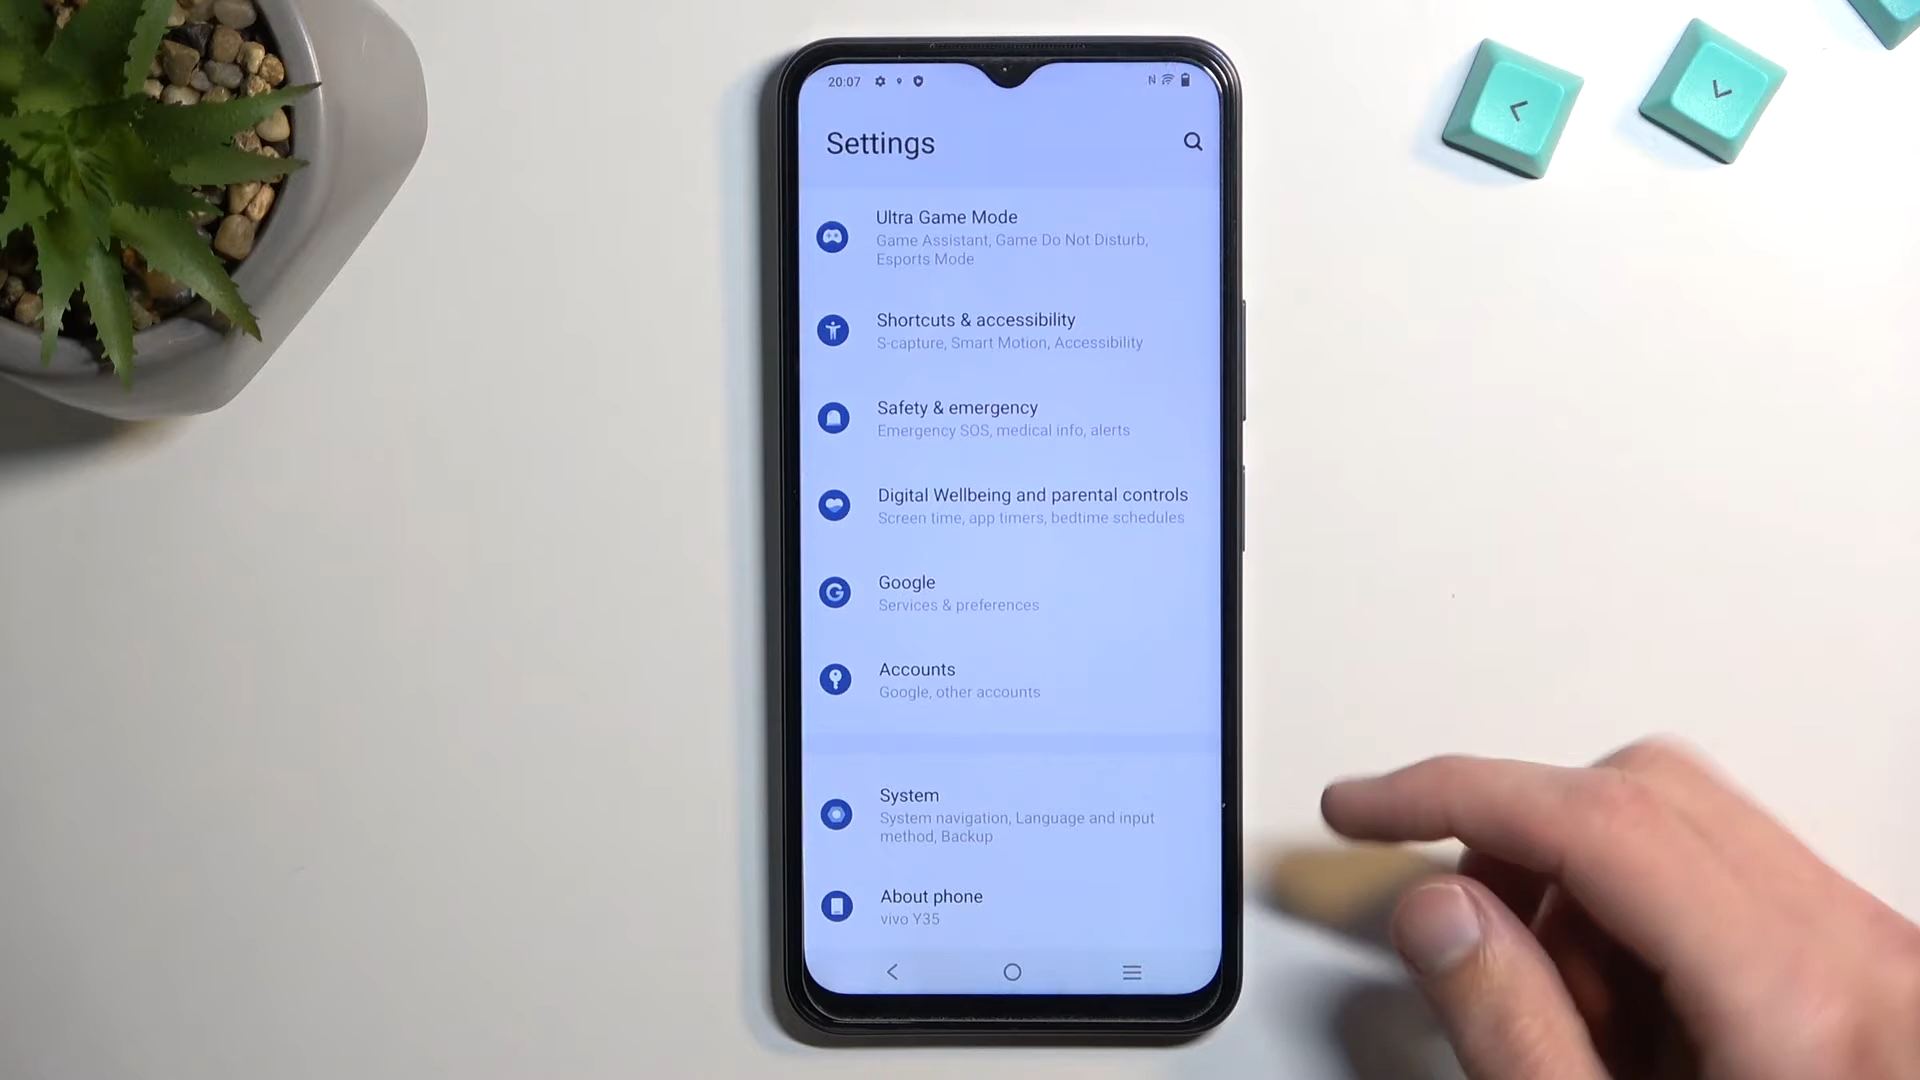 20:07
Settings
Ultra Game Mode
Game Assistant, Game Do Not Disturb,
Esports Mode
Shortcuts & accessibility
S-capture, Smart Motion, Accessibility
Safety & emergency
Emergency SOS, medical info, alerts
Digital Wellbeing and parental controls
Screen time, app timers, bedtime schedules
Google
Services & preferences
Accounts
Google, other accounts
System
System navigation, Language and input
method, Backup
About phone
vivo Y35